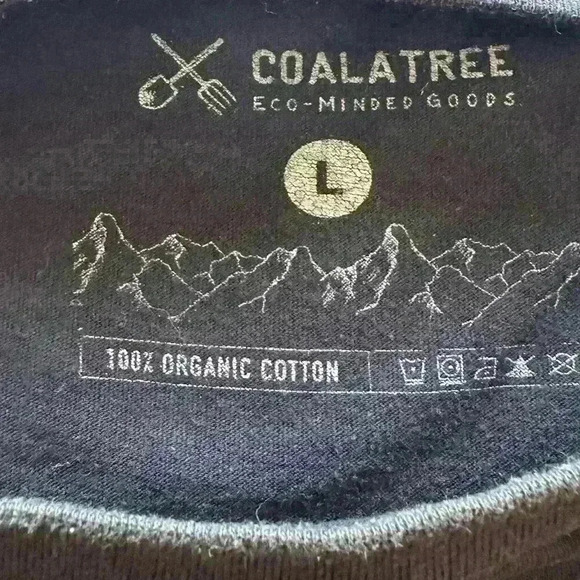 COALATREE
ECO-MINDED GOODS
L
100% ORGANIC COTTON